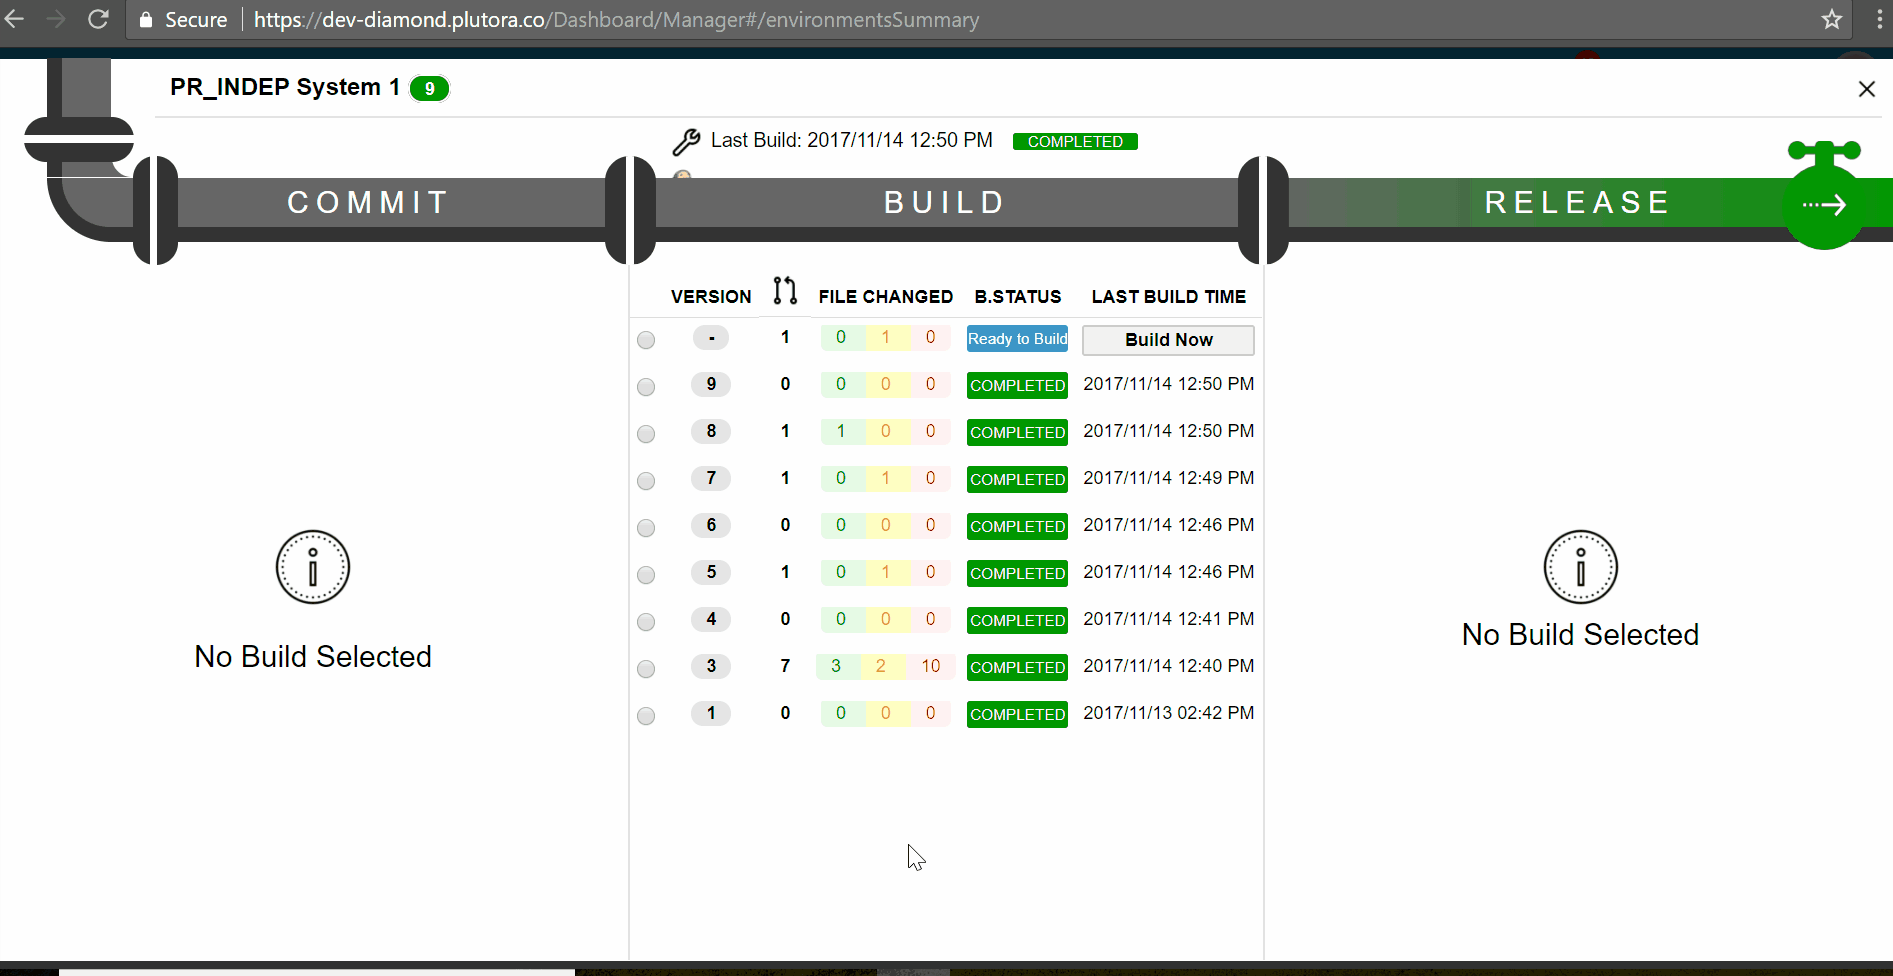 Secure https://dev-diamond.plutora.co/Dashboard/Manager#/environmentsSummary
PR_INDEP System 1 9
Last Build: 2017/11/14 12:50 PM COMPLETED
COMMIT BUILD RELEASE
VERSION FILE CHANGED B.STATUS LAST BUILD TIME
- 1 0 1 0 Ready to Build Build Now
9 0 0 0 0 COMPLETED 2017/11/14 12:50 PM
8 1 1 0 0 COMPLETED 2017/11/14 12:50 PM
7 1 0 1 0 COMPLETED 2017/11/14 12:49 PM
6 0 0 0 0 COMPLETED 2017/11/14 12:46 PM
5 1 0 1 0 COMPLETED 2017/11/14 12:46 PM
4 0 0 0 0 COMPLETED 2017/11/14 12:41 PM
3 7 3 2 10 COMPLETED 2017/11/14 12:40 PM
1 0 0 0 0 COMPLETED 2017/11/13 02:42 PM
No Build Selected
No Build Selected